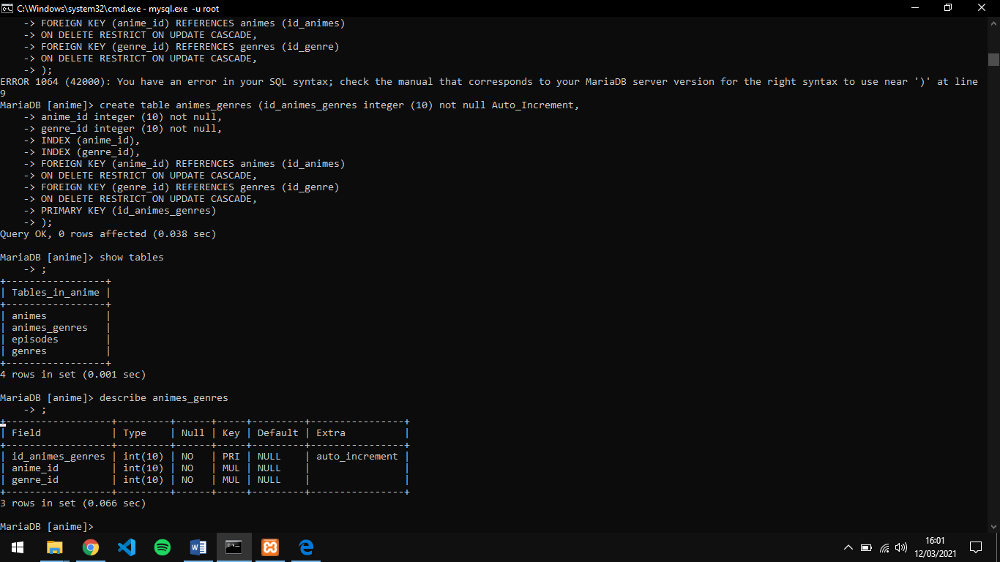 C:\Windows\system32\cmd.exe - mysql.exe -u root
-> FOREIGN KEY (anime_id) REFERENCES animes (id_animes)
-> ON DELETE RESTRICT ON UPDATE CASCADE,
-> FOREIGN KEY (genre_id) REFERENCES genres (id_genre)
-> ON DELETE RESTRICT ON UPDATE CASCADE,
-> );
ERROR 1064 (42000): You have an error in your SQL syntax; check the manual that corresponds to your MariaDB server version for the right syntax to use near ')' at line
9
MariaDB [anime]> create table animes_genres (id_animes_genres integer (10) not null Auto_Increment,
-> anime_id integer (10) not null,
-> genre_id integer (10) not null,
-> INDEX (anime_id),
-> INDEX (genre_id),
-> FOREIGN KEY (anime_id) REFERENCES animes (id_animes)
-> ON DELETE RESTRICT ON UPDATE CASCADE,
-> FOREIGN KEY (genre_id) REFERENCES genres (id_genre)
-> ON DELETE RESTRICT ON UPDATE CASCADE,
-> PRIMARY KEY (id_animes_genres)
-> );
Query OK, 0 rows affected (0.038 sec)
MariaDB [anime]> show tables
-> ;
+-----------------+
| Tables_in_anime |
+-----------------+
| animes          |
| animes_genres   |
| episodes        |
| genres          |
+-----------------+
4 rows in set (0.001 sec)
MariaDB [anime]> describe animes_genres
-> ;
+------------------+---------+------+-----+---------+----------------+
| Field            | Type    | Null | Key | Default | Extra          |
+------------------+---------+------+-----+---------+----------------+
| id_animes_genres | int(10) | NO   | PRI | NULL    | auto_increment |
| anime_id         | int(10) | NO   | MUL | NULL    |                |
| genre_id         | int(10) | NO   | MUL | NULL    |                |
+------------------+---------+------+-----+---------+----------------+
3 rows in set (0.066 sec)
MariaDB [anime]>
16:01
12/03/2021